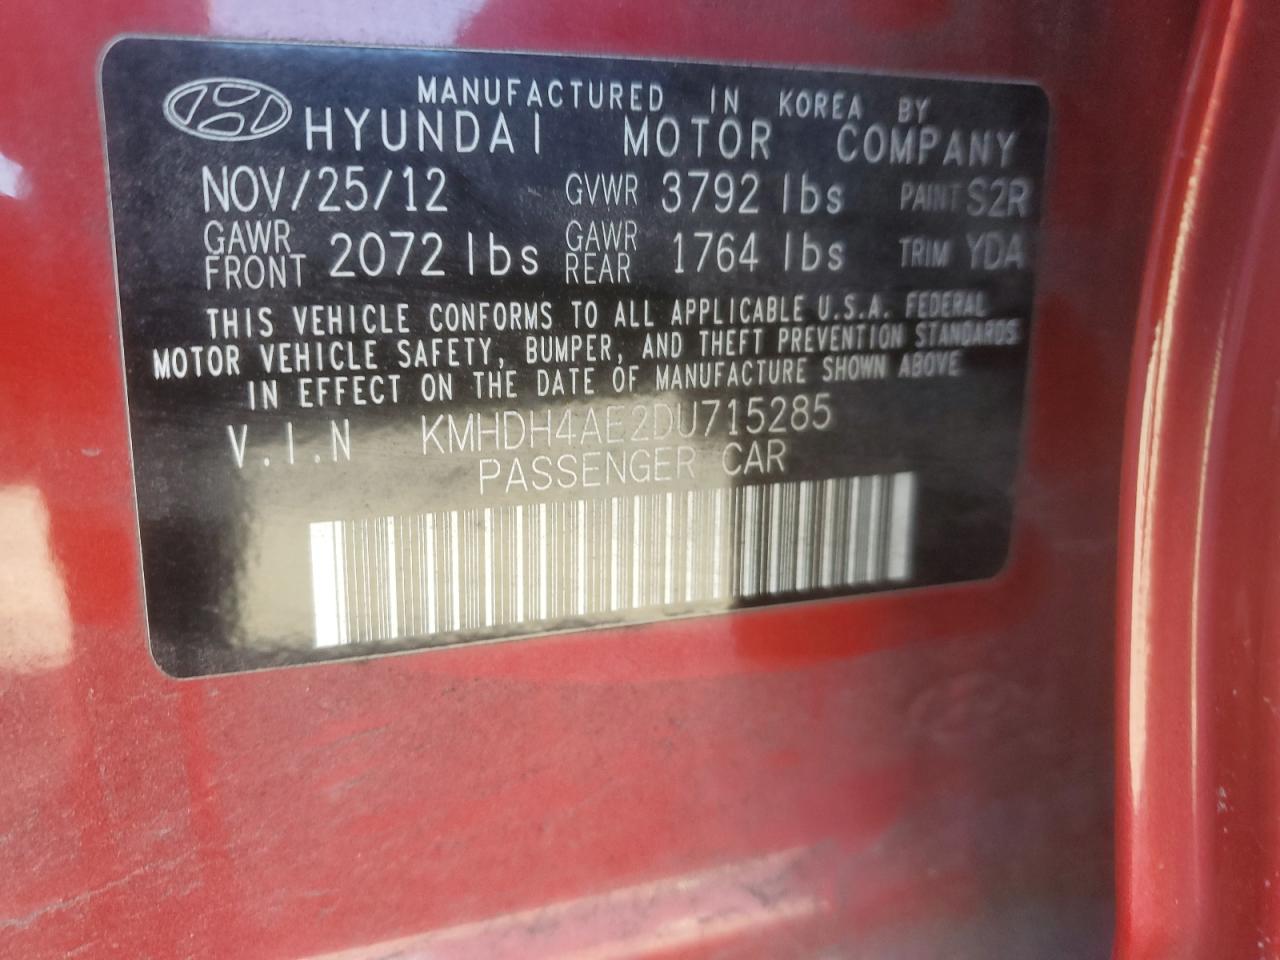 MANUFACTURED IN KOREA BY
HYUNDAI MOTOR COMPANY
NOV/25/12 GVWR 3792 lbs PAINT S2R
GAWR FRONT 2072 lbs GAWR REAR 1764 lbs TRIM YDA
THIS VEHICLE CONFORMS TO ALL APPLICABLE U.S.A. FEDERAL
MOTOR VEHICLE SAFETY, BUMPER, AND THEFT PREVENTION STANDARDS
IN EFFECT ON THE DATE OF MANUFACTURE SHOWN ABOVE
V.I.N KMHDH4AE2DU715285
PASSENGER CAR